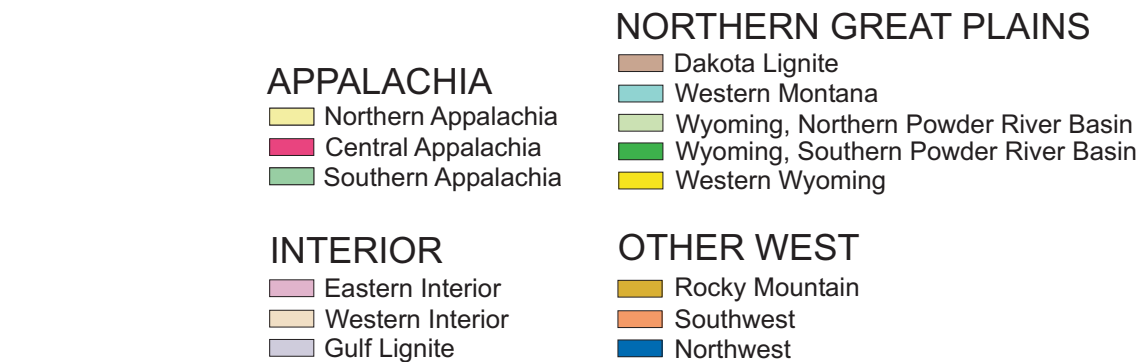 APPALACHIA
Northern Appalachia
Central Appalachia
Southern Appalachia
INTERIOR
Eastern Interior
Western Interior
Gulf Lignite
NORTHERN GREAT PLAINS
Dakota Lignite
Western Montana
Wyoming, Northern Powder River Basin
Wyoming, Southern Powder River Basin
Western Wyoming
OTHER WEST
Rocky Mountain
Southwest
Northwest